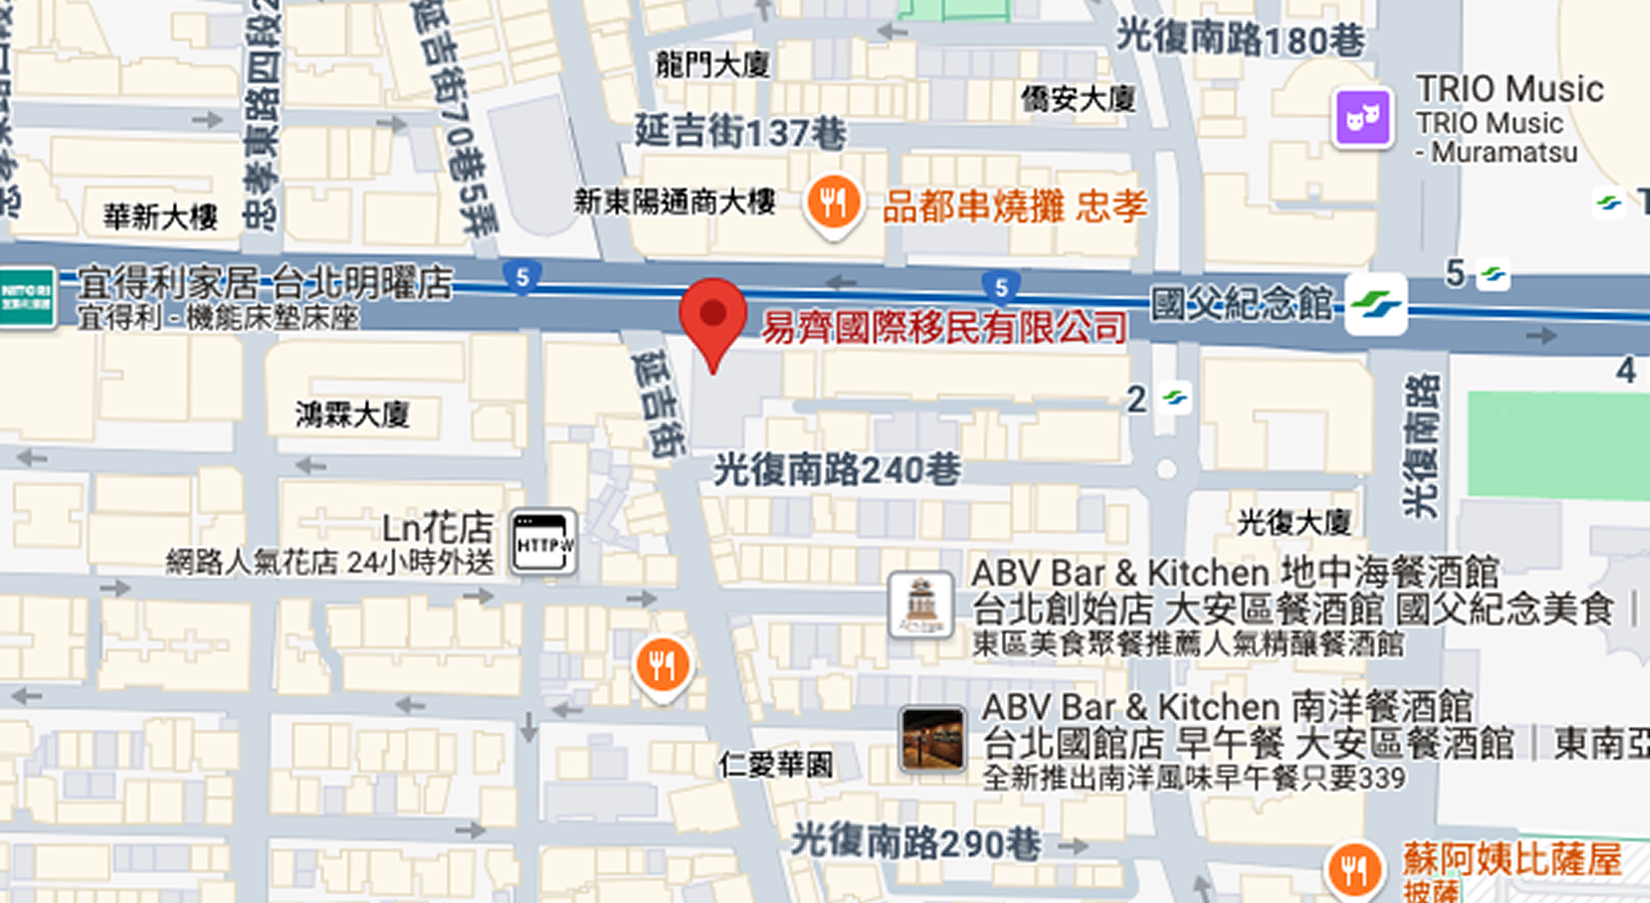 光復南路180巷
龍門大廈
TRIO Music
TRIO Music
- Muramatsu
僑安大廈
延吉街137巷
延吉街70巷5弄
忠孝東路四段2
新東陽通商大樓
品都串燒攤 忠孝
華新大樓
5
宜得利家居 台北明曜店
宜得利 - 機能床墊床座
NITORI
5
5
國父紀念館
易齊國際移民有限公司
4
2
延吉街
鴻霖大廈
光復南路
光復南路240巷
光復大廈
Ln花店
網路人氣花店 24小時外送
HTTP
ABV Bar & Kitchen 地中海餐酒館
台北創始店 大安區餐酒館 國父紀念美食｜
東區美食聚餐推薦人氣精釀餐酒館
ABV Bar & Kitchen 南洋餐酒館
台北國館店 早午餐 大安區餐酒館｜東南亞
全新推出南洋風味早午餐只要339
仁愛華園
光復南路290巷
蘇阿姨比薩屋
披薩